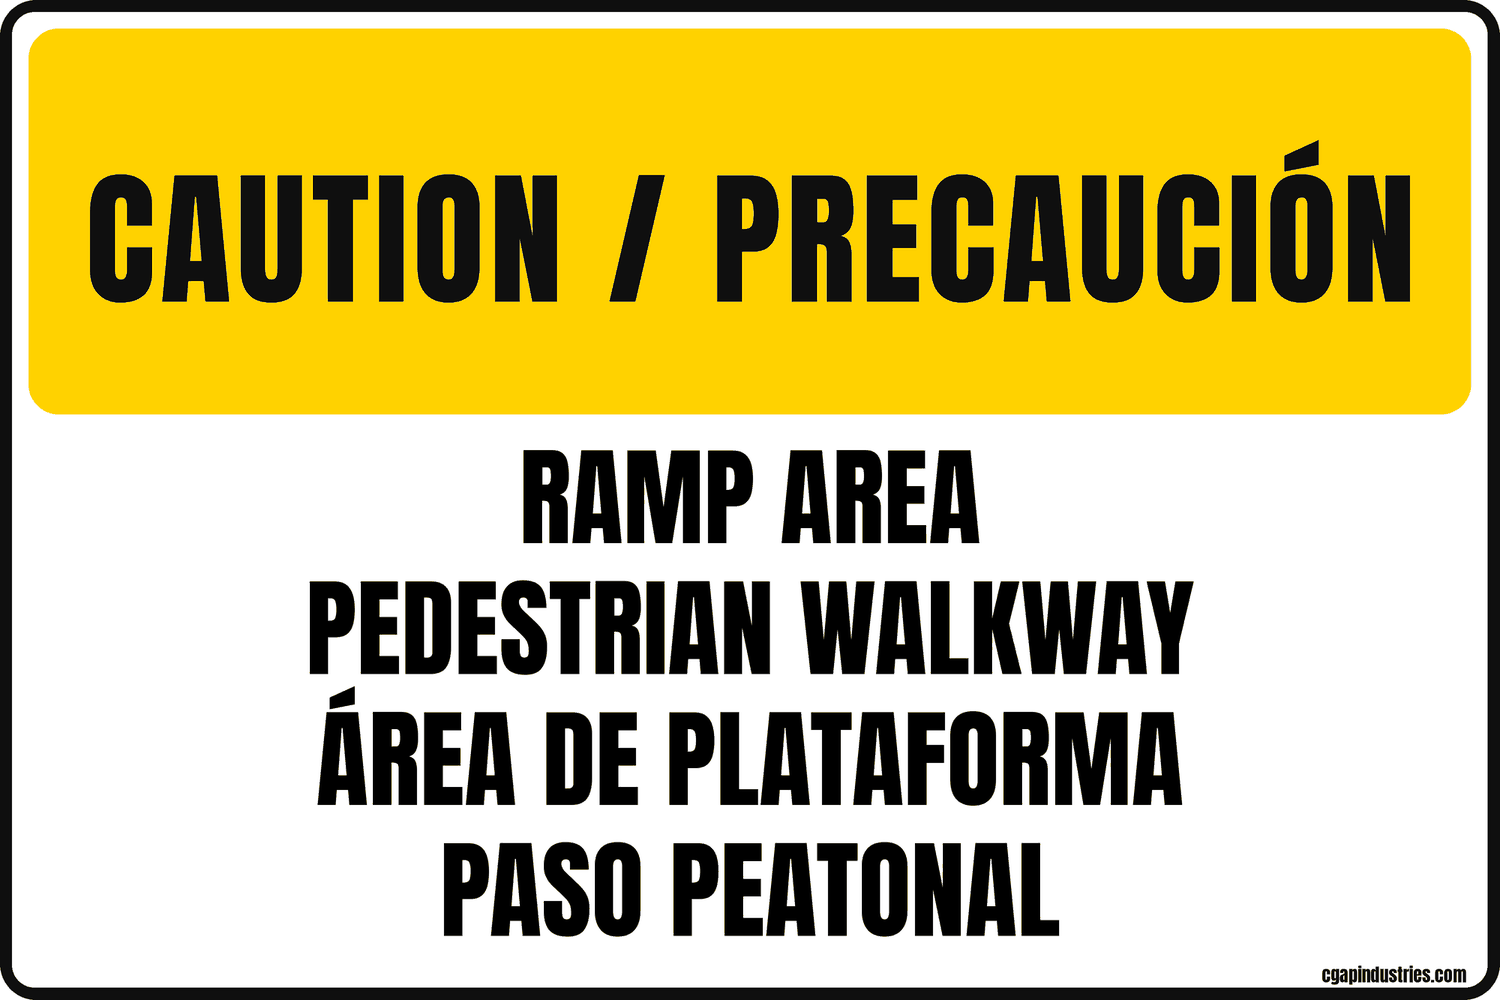 CAUTION / PRECAUCIÓN
RAMP AREA
PEDESTRIAN WALKWAY
ÁREA DE PLATAFORMA
PASO PEATONAL
cgapindustries.com